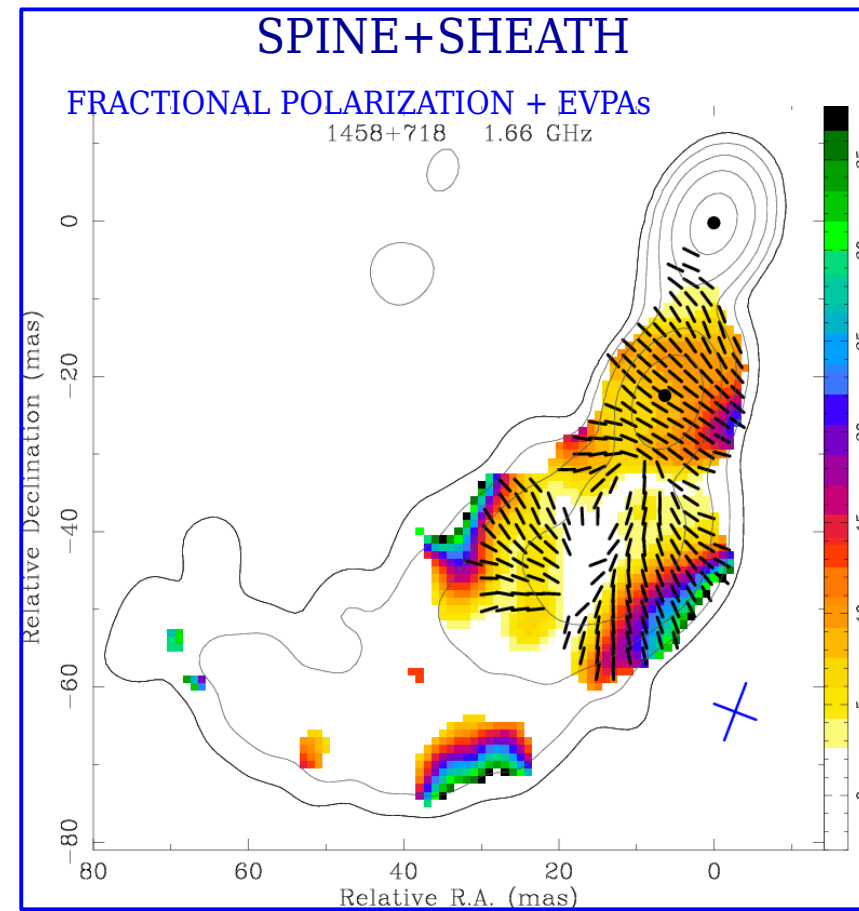 SPINE+SHEATH
FRACTIONAL POLARIZATION + EVPAs
1458+718 1.66 GHz
Relative Declination (mas)
0
−20
−40
−60
−80
80 60 40 20 0
Relative R.A. (mas)